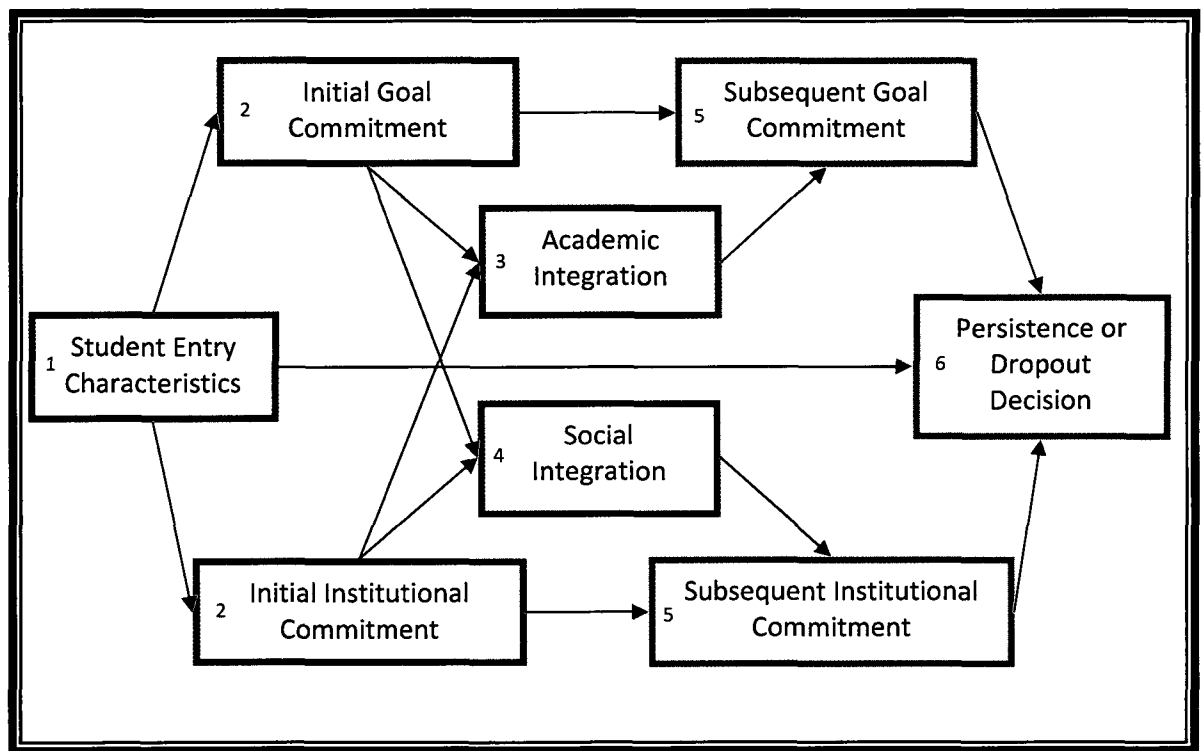 2
Initial Goal
Commitment
5
Subsequent Goal
Commitment
3
Academic
Integration
1
Student Entry
Characteristics
6
Persistence or
Dropout
Decision
4
Social
Integration
2
Initial Institutional
Commitment
5
Subsequent Institutional
Commitment